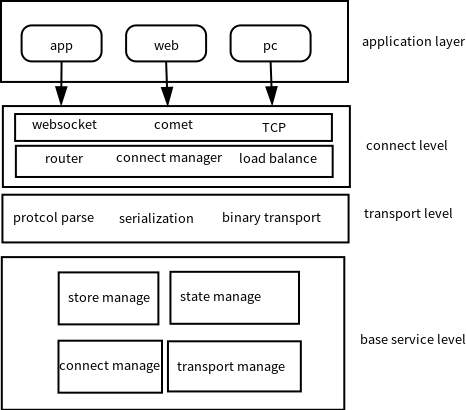 app web pc application layer
websocket comet TCP
router connect manager load balance
connect level
protcol parse serialization binary transport transport level
store manage state manage
base service level
connect manage transport manage